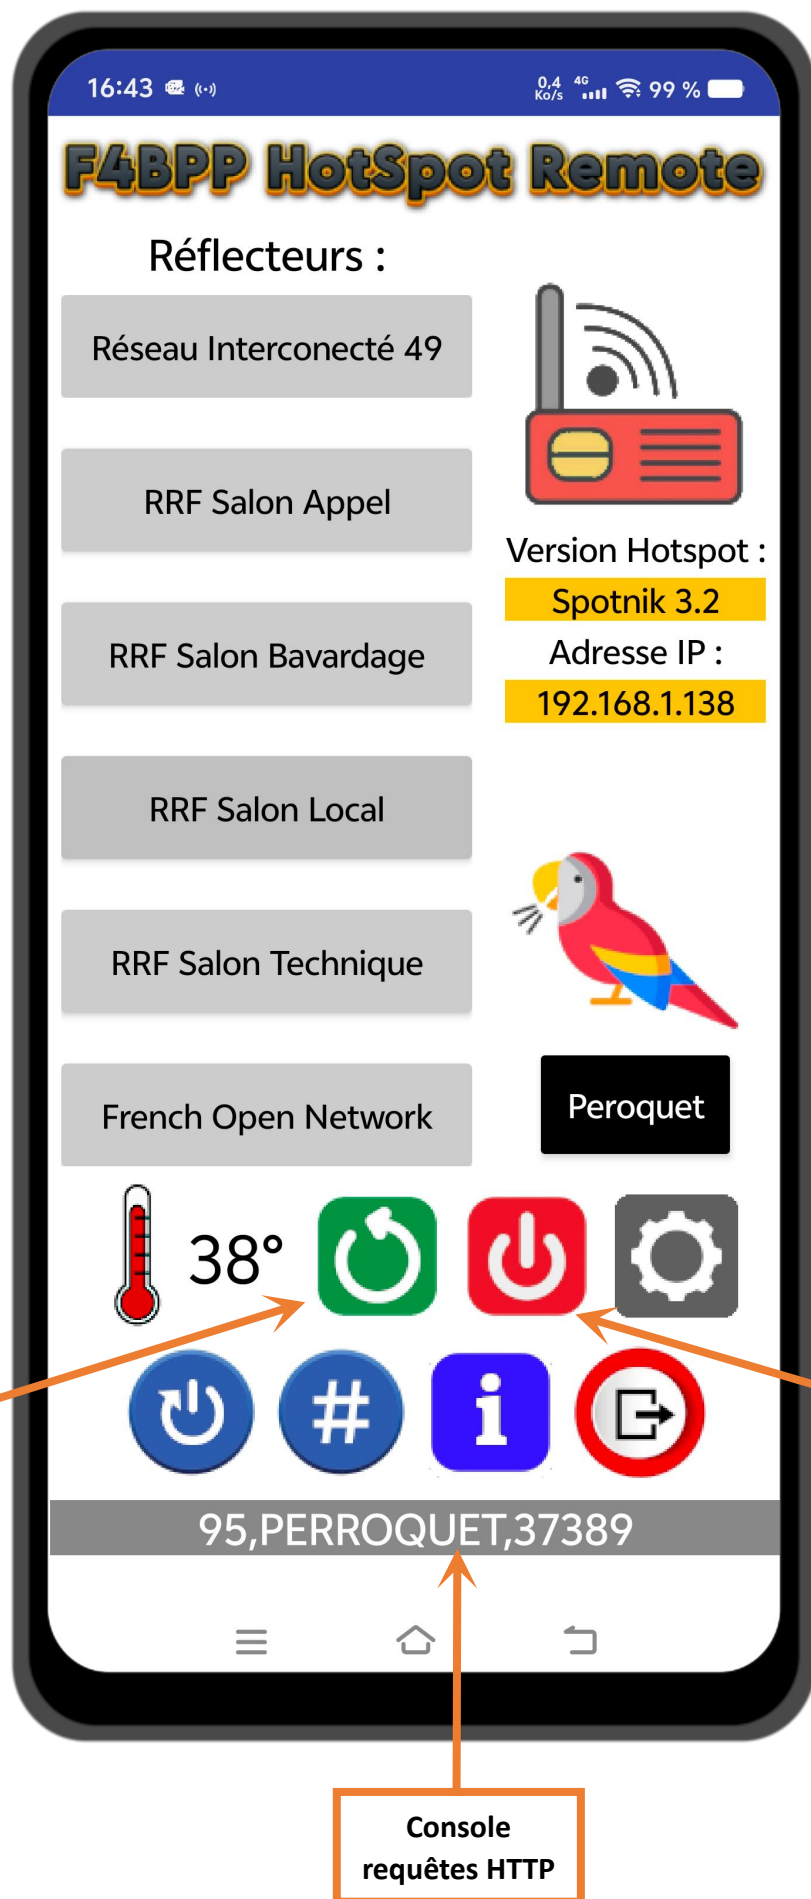 16:43
0,4 Ko/s 4G 99 %
F4BPP HotSpot Remote
Réflecteurs :
Réseau Interconecté 49
RRF Salon Appel
Version Hotspot :
Spotnik 3.2
RRF Salon Bavardage
Adresse IP :
192.168.1.138
RRF Salon Local
RRF Salon Technique
French Open Network
Peroquet
38°
#
i
95,PERROQUET,37389
Console
requêtes HTTP